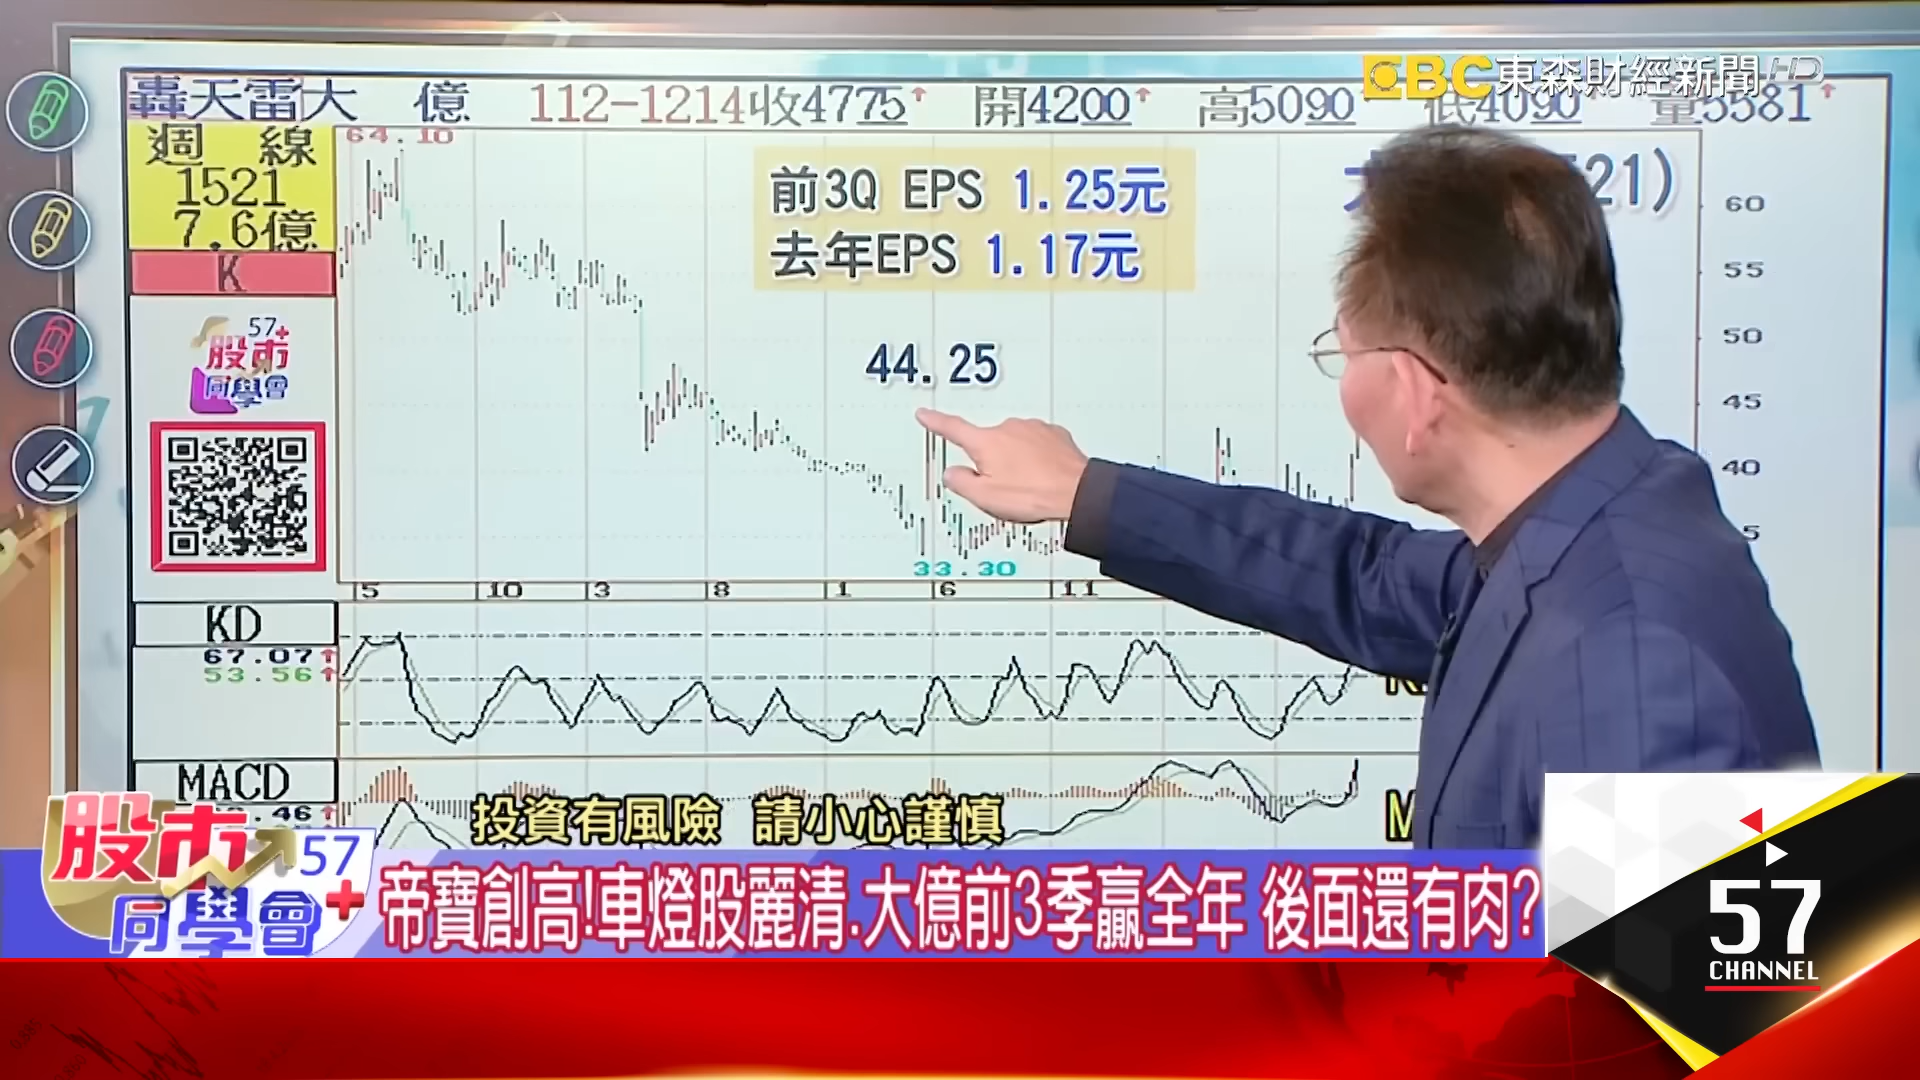 EBC東森財經新聞HD
轟天雷大 億 112-1214收4775↑ 開4200↑ 高5090 低4090 量5581↑
週 線
1521
7.6億
K
64.10
前3Q EPS 1.25元
去年EPS 1.17元
21)
44.25
33.30
60
55
50
45
40
5
5 10 3 8 1 6 11
57+
股市
同學會
KD
67.07↑
53.56↑
MACD
.46↑
投資有風險 請小心謹慎
股市57
同學會+
帝寶創高!車燈股麗清.大億前3季贏全年 後面還有肉?
57
CHANNEL